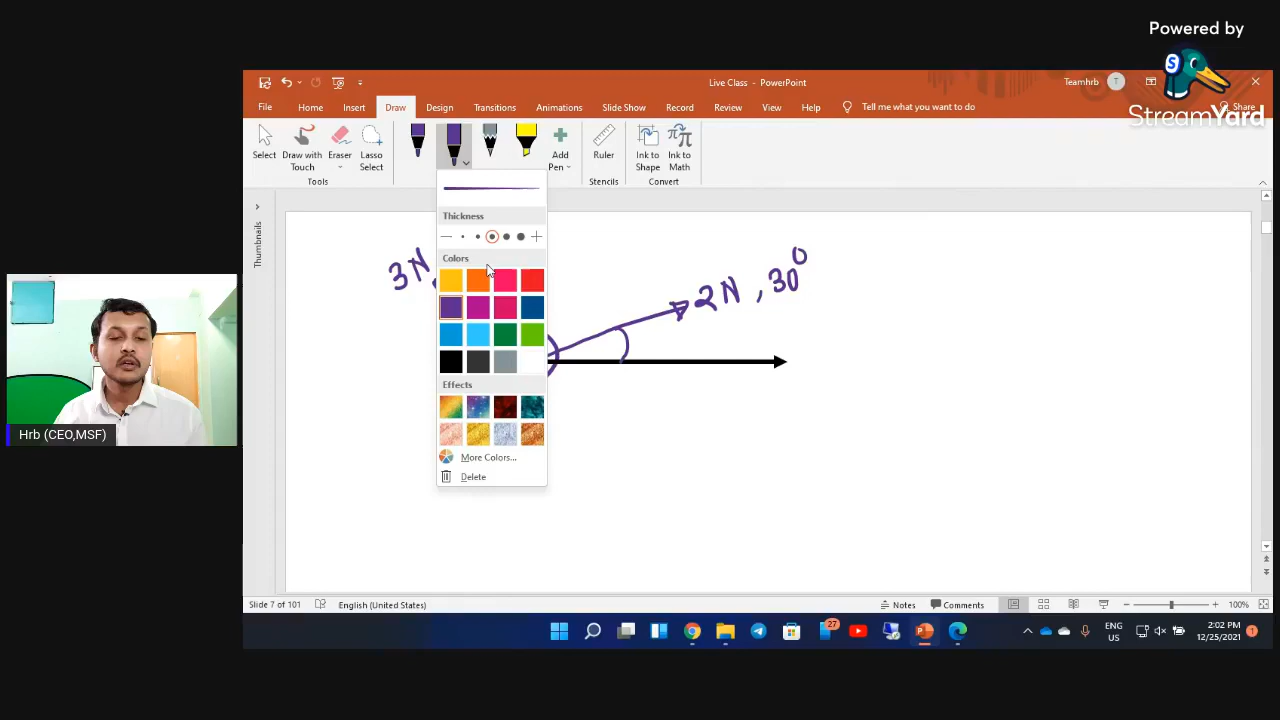 Powered by
S
StreamYard
Live Class - PowerPoint
Teamhrb
T
File Home Insert Draw Design Transitions Animations Slide Show Record Review View Help Tell me what you want to do Share
Select
Draw with Touch
Eraser
Lasso Select
Add Pen
Ruler
Ink to Shape
Ink to Math
Tools
Stencils
Convert
Thumbnails
Thickness
Colors
Effects
More Colors...
Delete
3N
2N, 30°
Hrb (CEO,MSF)
Slide 7 of 101
English (United States)
Notes
Comments
100%
27
ENG
US
2:02 PM
12/25/2021
1